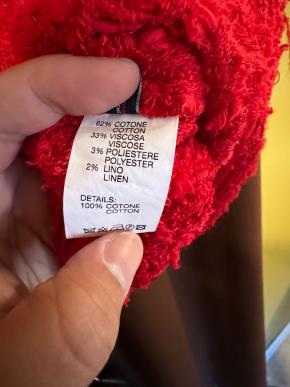 62% COTONE
COTTON
33% VISCOSA
VISCOSE
3% POLIESTERE
POLYESTER
2% LINO
LINEN
DETAILS:
100% COTONE
COTTON